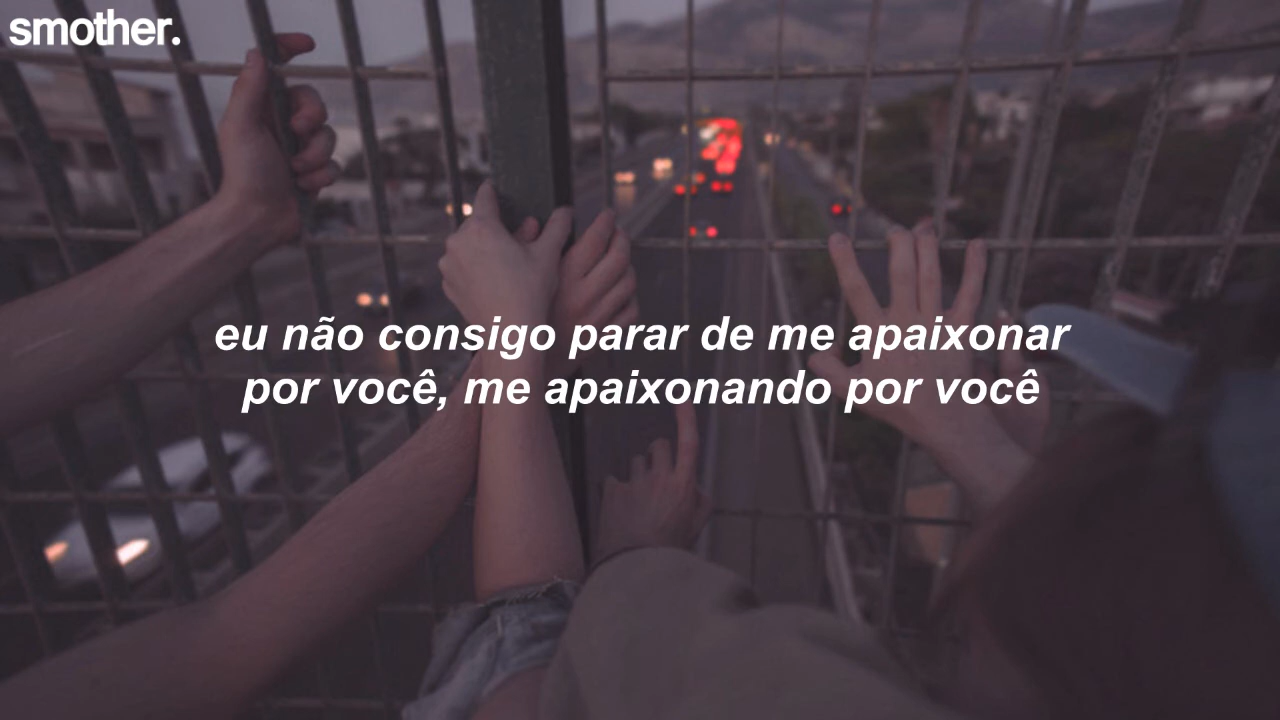 smother.
eu não consigo parar de me apaixonar
por você, me apaixonando por você